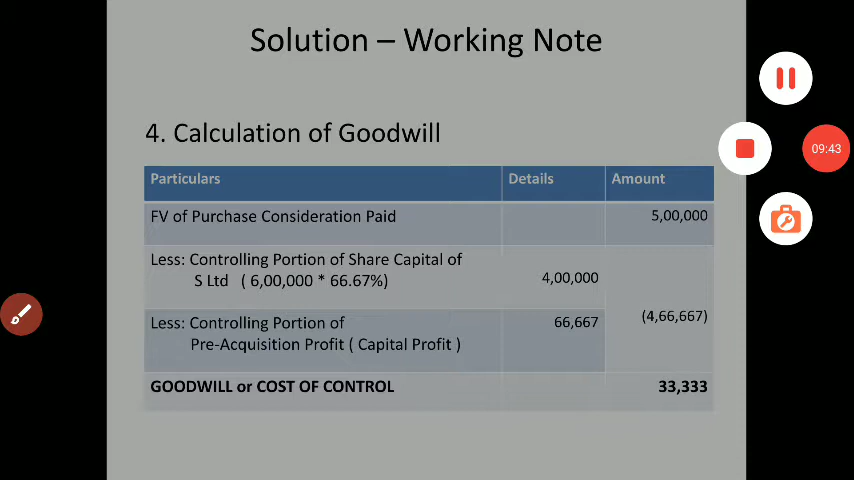 Solution – Working Note
4. Calculation of Goodwill
Particulars Details Amount
FV of Purchase Consideration Paid 5,00,000
Less: Controlling Portion of Share Capital of
S Ltd ( 6,00,000 * 66.67%) 4,00,000
Less: Controlling Portion of 66,667 (4,66,667)
Pre-Acquisition Profit ( Capital Profit )
GOODWILL or COST OF CONTROL 33,333
09:43